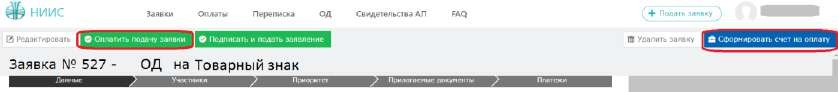 НИИС Заявки Оплаты Переписка ОД Свидетельства АП FAQ + Подать заявку
Редактировать Оплатить подачу заявки Подписать и подать заявление Удалить заявку Сформировать счет на оплату
Заявка № 527 - ОД на Товарный знак
Данные Участники Приоритет Прилагаемые документы Платежи